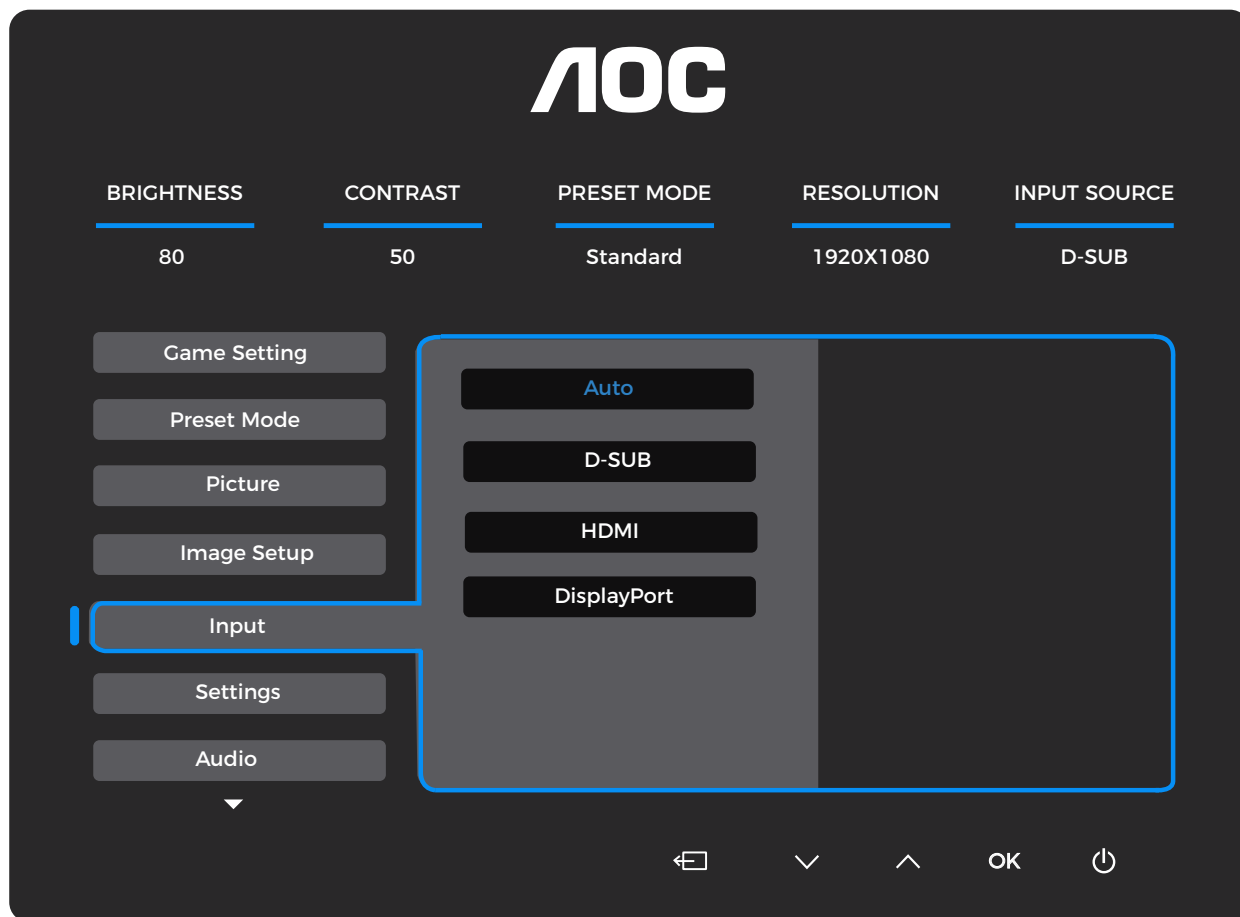 AOC
BRIGHTNESS CONTRAST PRESET MODE RESOLUTION INPUT SOURCE
80 50 Standard 1920X1080 D-SUB
Game Setting
Auto
Preset Mode
D-SUB
Picture
HDMI
Image Setup
DisplayPort
Input
Settings
Audio
OK